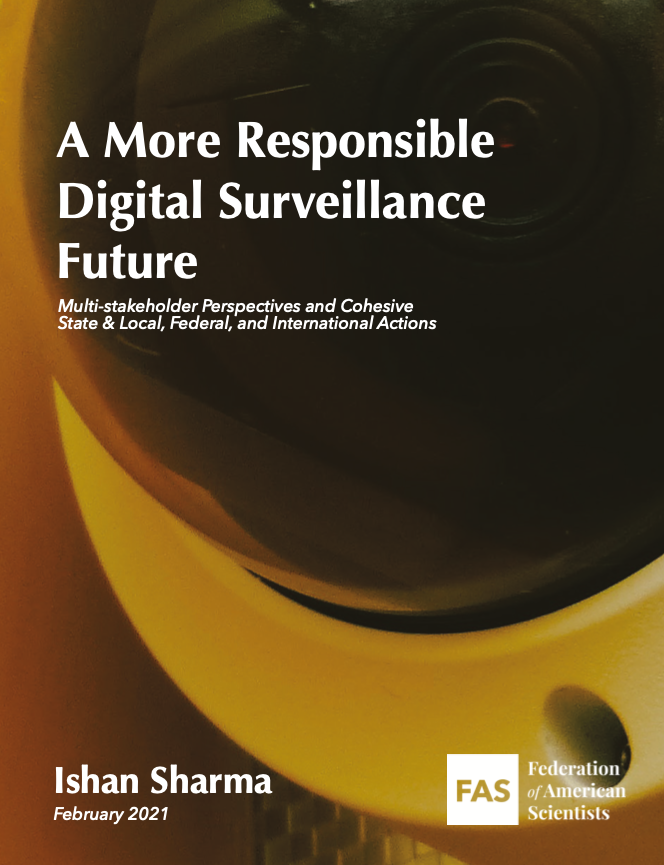 A More Responsible
Digital Surveillance
Future
Multi-stakeholder Perspectives and Cohesive
State & Local, Federal, and International Actions
Ishan Sharma
February 2021
FAS
Federation
of American
Scientists